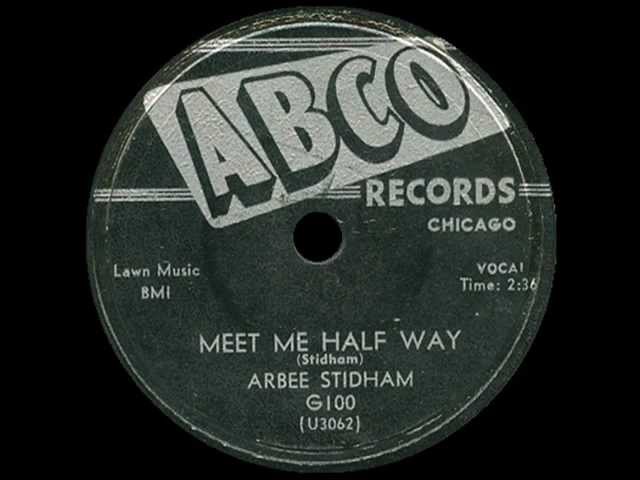 ABCO
RECORDS
CHICAGO
Lawn Music
BMI
VOCAL
Time: 2:36
MEET ME HALF WAY
(Stidham)
ARBEE STIDHAM
G100
(U3062)